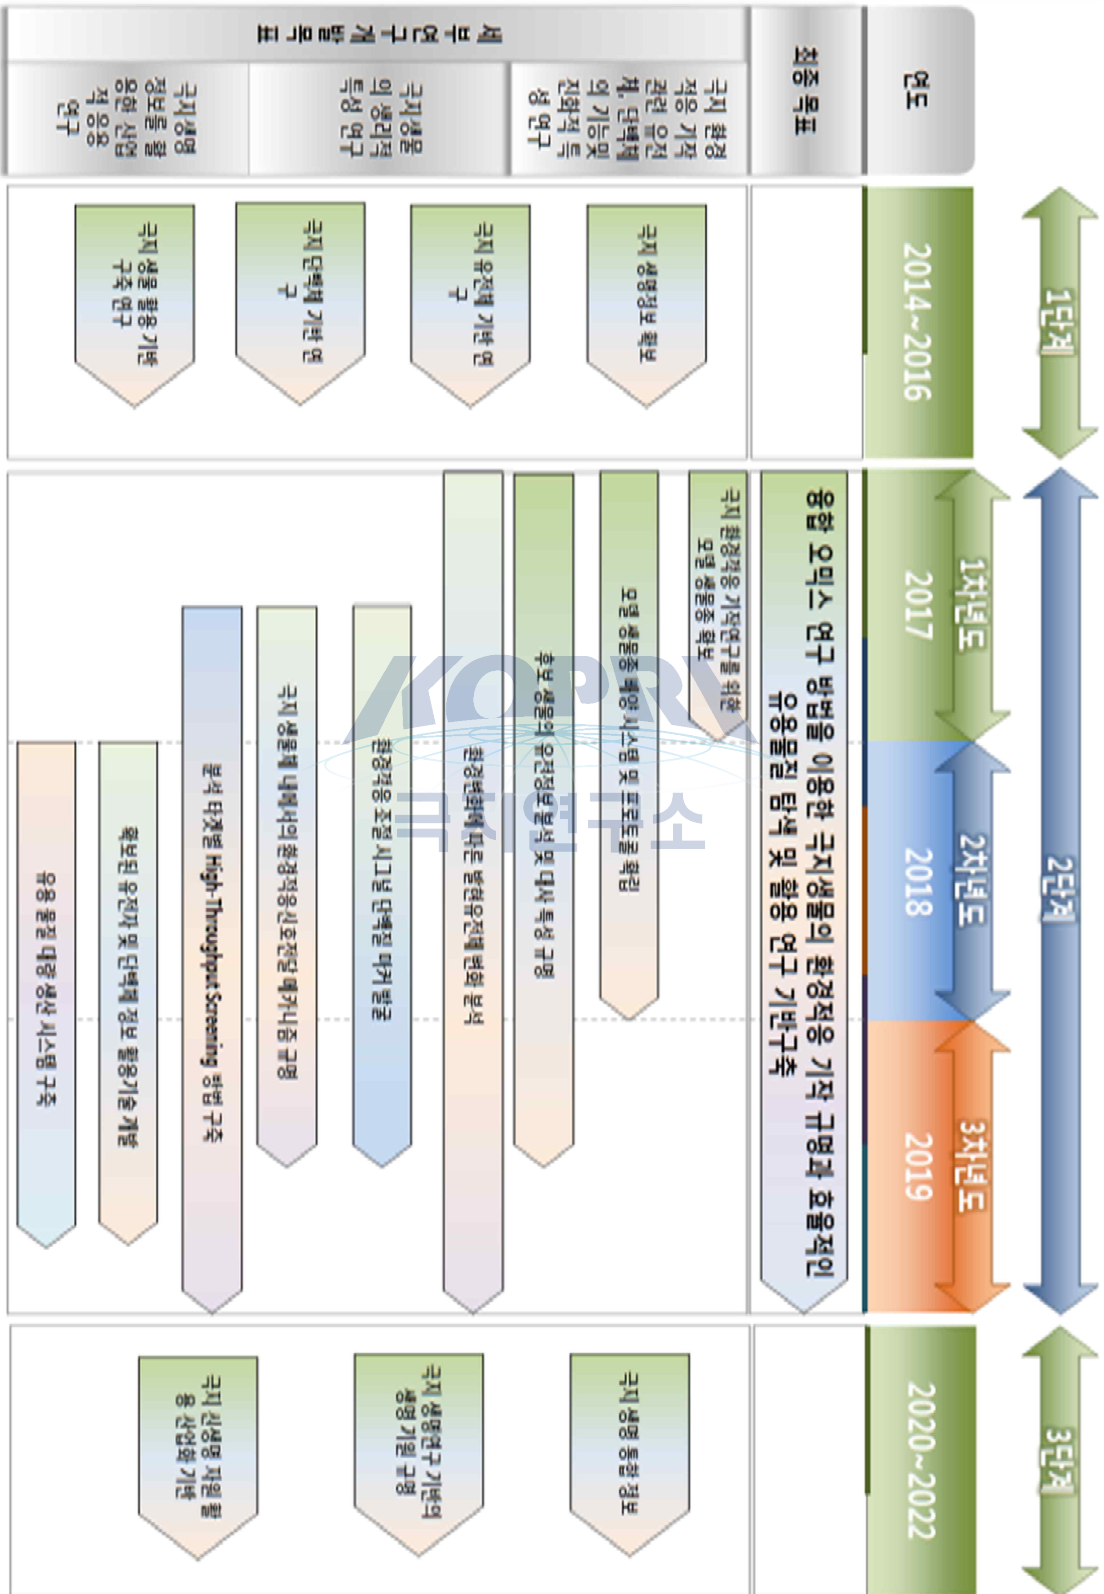 1단계
2단계
3단계
1차년도
2차년도
3차년도
연도
2014~2016
2017
2018
2019
2020~2022
최종 목표
융합 오믹스 연구 방법을 이용한 극지생물의 환경적응 기작 규명과 효율적인
유용물질 탐색 및 활용 연구 기반구축
세부연구개발목표
극지 환경
적응 기작
관련 유전
체, 단백체
의 기능 및
진화적 특
성 연구
극지생물
의 생리적
특성 연구
극지생명
정보를 활
용한 산업
적 응용
연구
극지 생명정보 확보
극지 유전체 기반 연
구
극지 단백체 기반 연
구
극지 생물 활용 기반
구축 연구
극지 환경적응 기작연구를 위한
모델 생물종 확보
모델 생물종 배양 시스템 및 프로토콜 확립
후보 생물의 유전정보 분석 및 대사 특성 규명
환경변화에 따른 발현유전체 변화 분석
환경적응 조절 시그널 단백질 마커 발굴
극지 생물체 내에서의 환경적응신호전달 메카니즘 규명
분석 타겟별 High-Throughput Screening 방법 구축
확보된 유전자 및 단백체 정보 활용기술 개발
유용 물질 대량 생산 시스템 구축
극지 생명 통합 정보
극지 생명연구 기반의
생명 기원 규명
극지 신생명 자원 활
용 산업화 기반
KOPRI
극지연구소